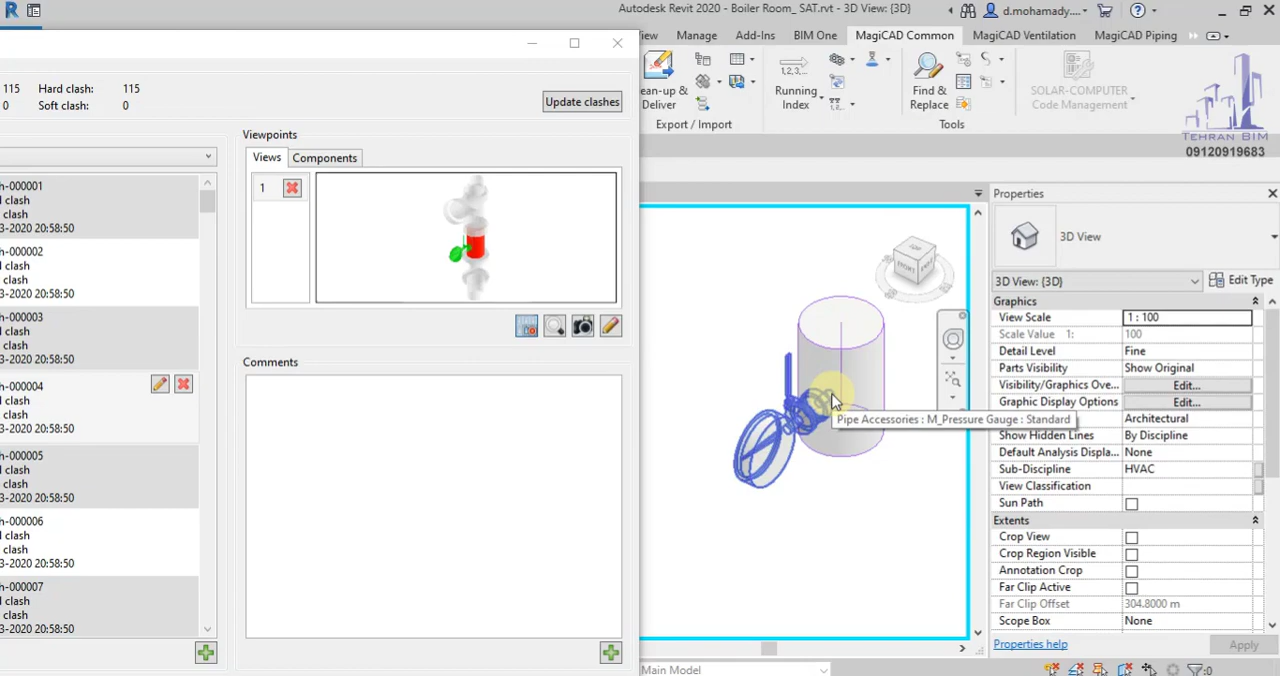 Autodesk Revit 2020 - Boiler Room_ SAT.rvt - 3D View: {3D}
d.mohamady....
Manage Add-Ins BIM One MagiCAD Common MagiCAD Ventilation MagiCAD Piping
Deliver
Running
Index
Find &
Replace
SOLAR-COMPUTER
Code Management
Export / Import
Tools
TEHRAN BIM
09120919683
115 Hard clash: 115
0 Soft clash: 0
Update clashes
Viewpoints
Views Components
1
Comments
h-000001
clash
3-2020 20:58:50
h-000002
clash
3-2020 20:58:50
h-000003
clash
3-2020 20:58:50
h-000004
clash
3-2020 20:58:50
h-000005
clash
3-2020 20:58:50
h-000006
clash
3-2020 20:58:50
h-000007
clash
3-2020 20:58:50
Pipe Accessories : M_Pressure Gauge : Standard
Main Model
Properties
3D View
3D View: {3D} Edit Type
Graphics
View Scale 1 : 100
Scale Value 1: 100
Detail Level Fine
Parts Visibility Show Original
Visibility/Graphics Ove... Edit...
Graphic Display Options Edit...
Architectural
Show Hidden Lines By Discipline
Default Analysis Displa... None
Sub-Discipline HVAC
View Classification
Sun Path
Extents
Crop View
Crop Region Visible
Annotation Crop
Far Clip Active
Far Clip Offset 304.8000 m
Scope Box None
Properties help Apply
:0